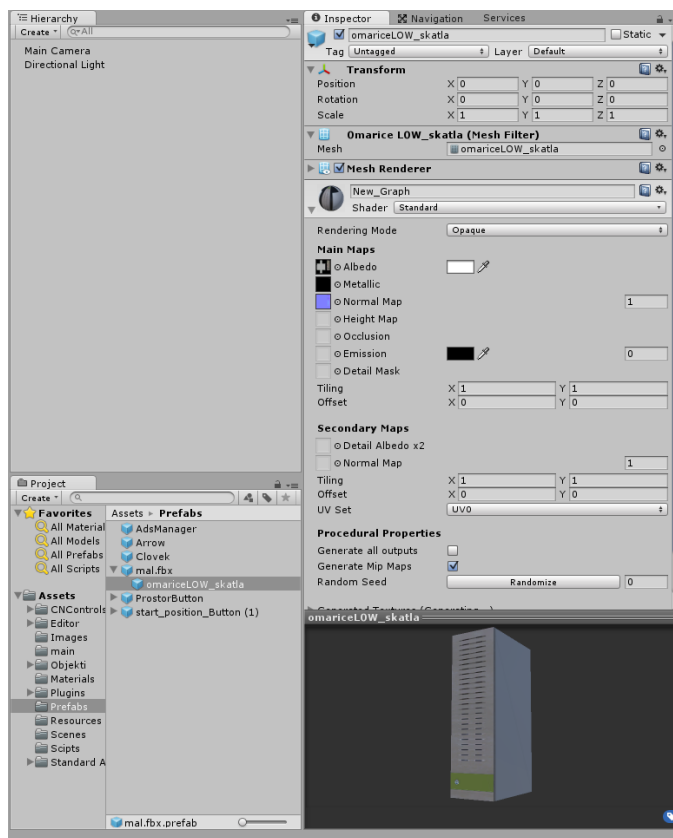 Hierarchy
Create
All
Main Camera
Directional Light
Inspector Navigation Services
omariceLOW_skatla Static
Tag Untagged Layer Default
Transform
Position X 0 Y 0 Z 0
Rotation X 0 Y 0 Z 0
Scale X 1 Y 1 Z 1
Omarice LOW_skatla (Mesh Filter)
Mesh omariceLOW_skatla
Mesh Renderer
New_Graph
Shader Standard
Rendering Mode Opaque
Main Maps
Albedo
Metallic
Normal Map 1
Height Map
Occlusion
Emission 0
Detail Mask
Tiling X 1 Y 1
Offset X 0 Y 0
Secondary Maps
Detail Albedo x2
Normal Map 1
Tiling X 1 Y 1
Offset X 0 Y 0
UV Set UV0
Procedural Properties
Generate all outputs
Generate Mip Maps
Random Seed Randomize 0
Generated Textures (Generating...)
omariceLOW_skatla
Project
Create
Favorites
All Material
All Models
All Prefabs
All Scripts
Assets
CNControls
Editor
Images
main
Objekti
Materials
Plugins
Prefabs
Resources
Scenes
Scipts
Standard A
Assets Prefabs
AdsManager
Arrow
Clovek
mal.fbx
omariceLOW_skatla
ProstorButton
start_position_Button (1)
mal.fbx.prefab